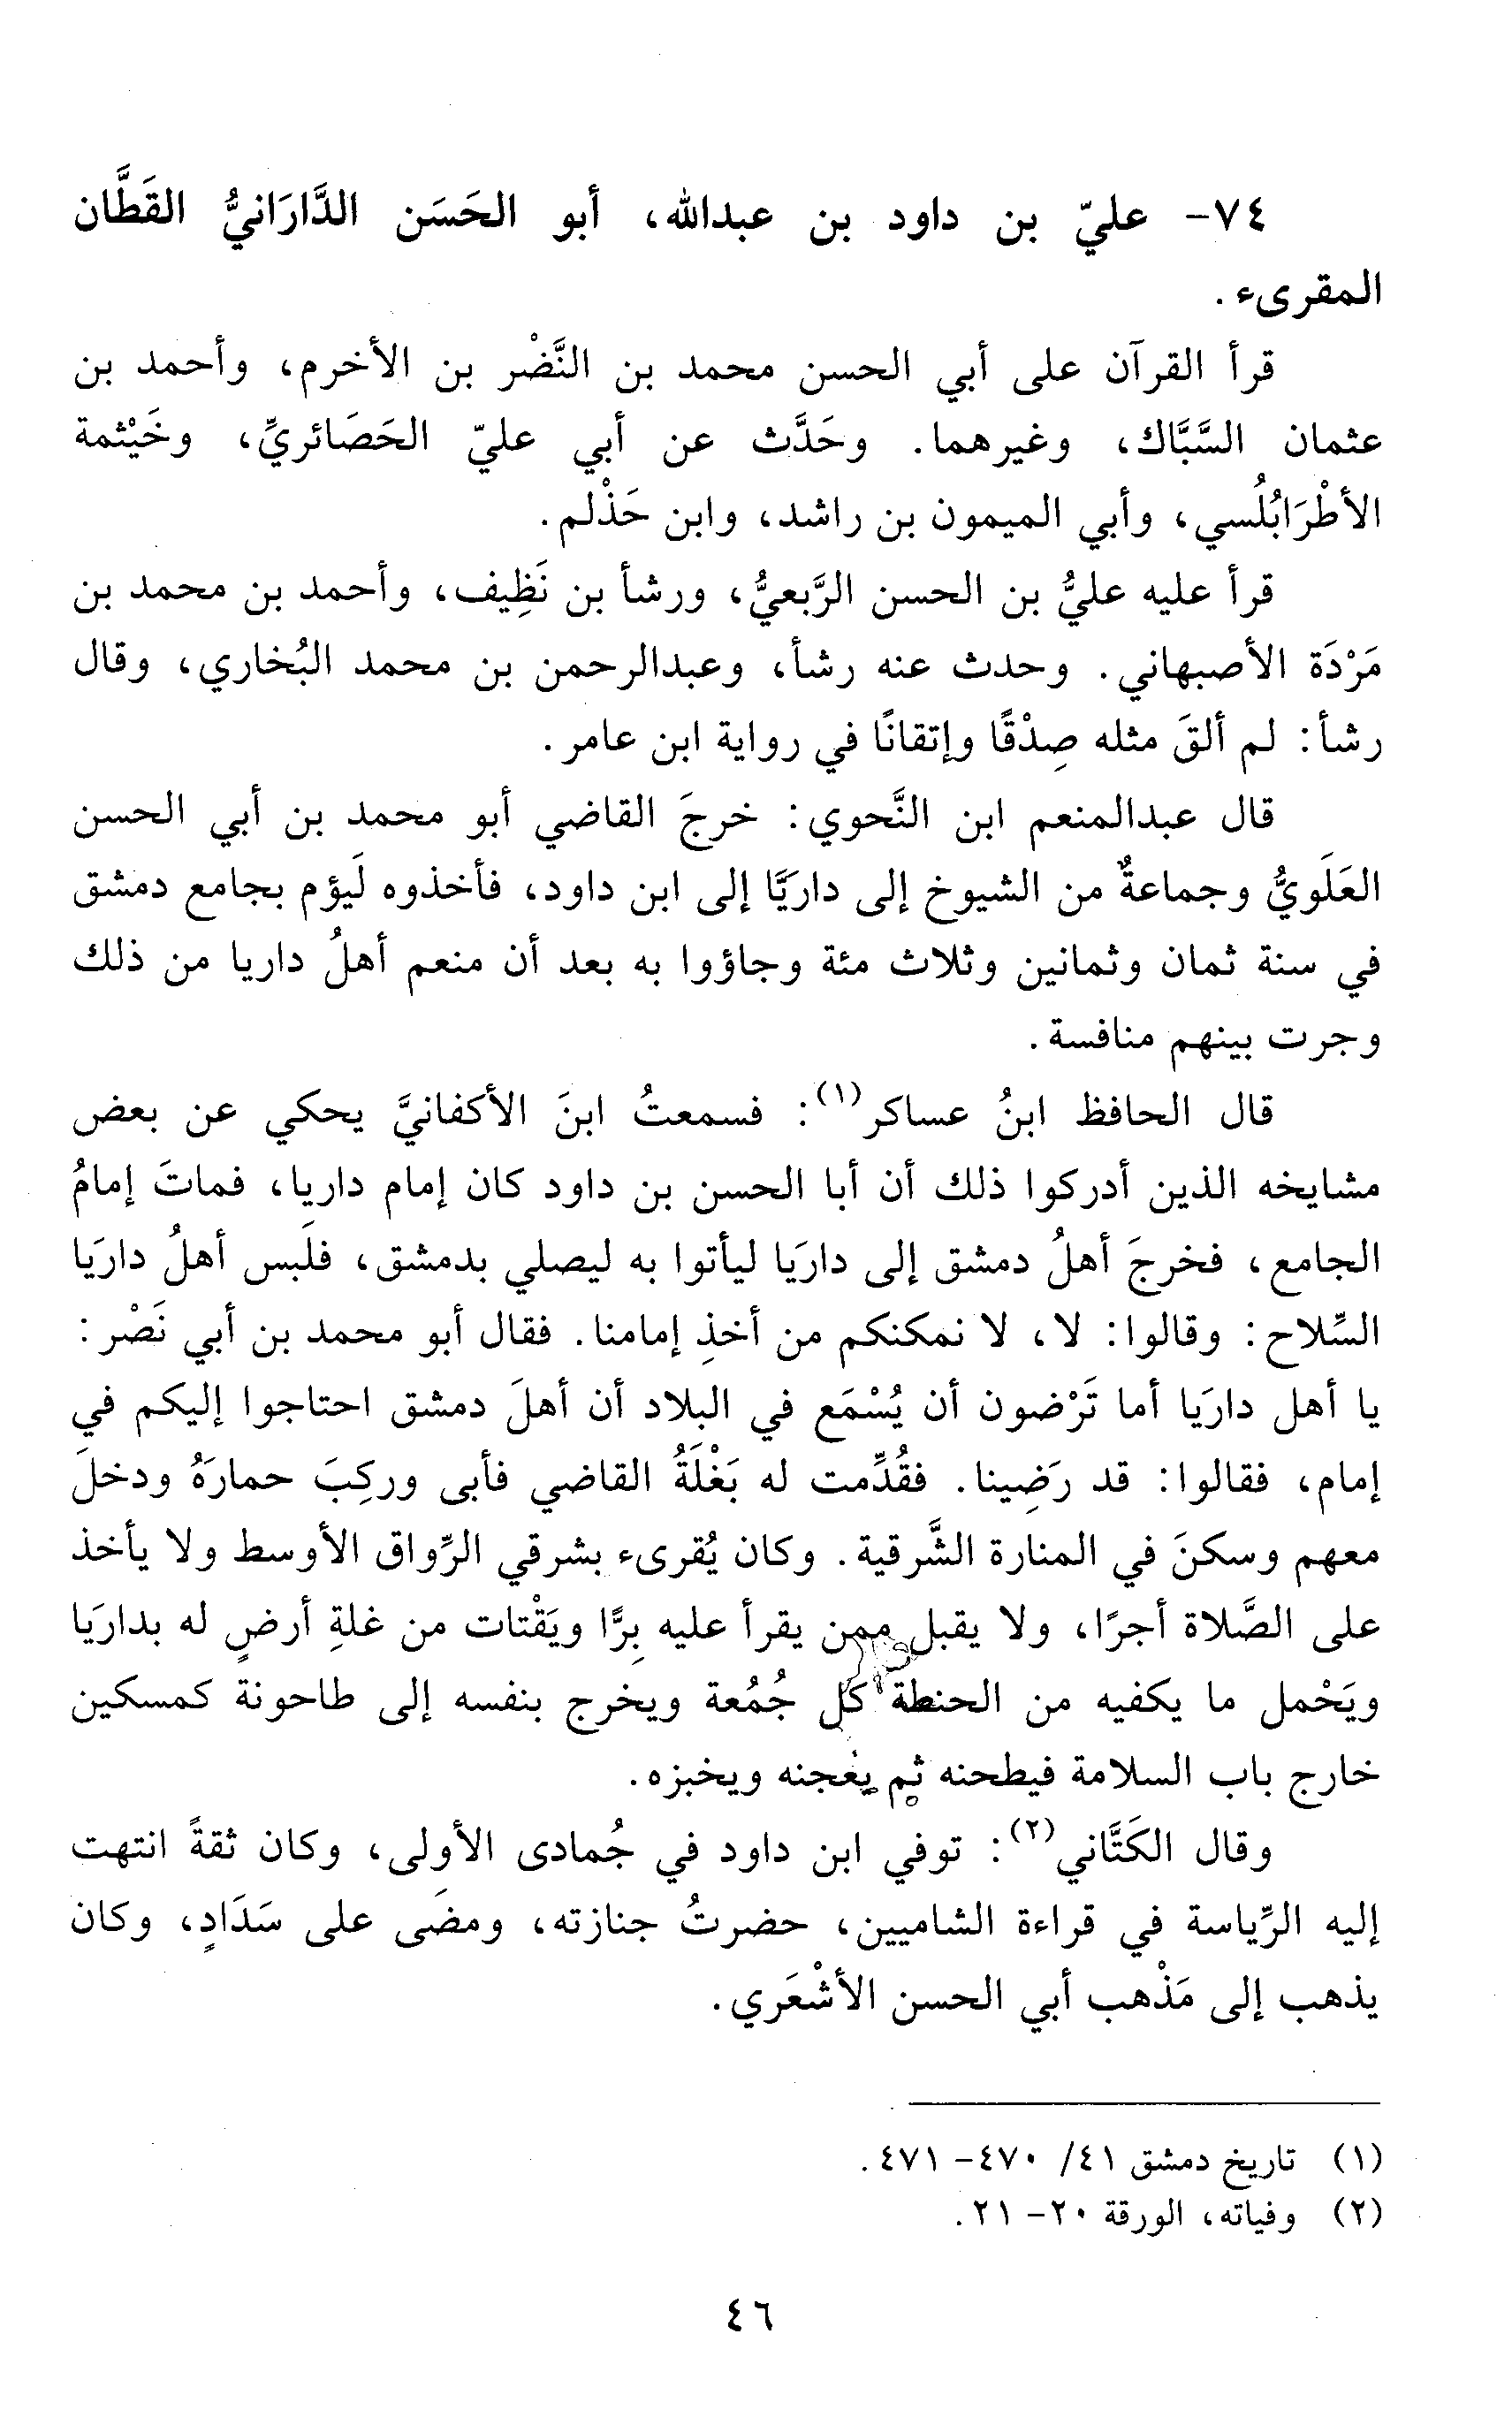 ٧٤- عليّ بن داود بن عبدالله، أبو الحَسَن الدَّارَانيُّ القَطَّان
المقرىء .
قرأ القرآن على أبي الحسن محمد بن النَّضْر بن الأخرم، وأحمد بن
عثمان السَّبَّاك، وغيرهما. وحَدَّث عن أبي عليّ الحَصَائريِّ، وخَيْثمة
الأطْرَابُلُسي، وأبي الميمون بن راشد، وابن حَذْلم.
قرأ عليه عليُّ بن الحسن الرَّبعيُّ، ورشأ بن نَظِيف، وأحمد بن محمد بن
مَرْدَة الأصبهاني. وحدث عنه رشأ، وعبدالرحمن بن محمد البُخاري، وقال
رشأ: لم ألقَ مثله صِدْقًا وإتقانًا في رواية ابن عامر.
قال عبدالمنعم ابن النَّحوي: خرجَ القاضي أبو محمد بن أبي الحسن
العَلَويُّ وجماعةٌ من الشيوخ إلى داريَّا إلى ابن داود، فأخذوه لَيؤم بجامع دمشق
في سنة ثمان وثمانين وثلاث مئة وجاؤوا به بعد أن منعم أهلُ داريا من ذلك
وجرت بينهم منافسة.
قال الحافظ ابنُ عساكر(١): فسمعتُ ابنَ الأكفانيَّ يحكي عن بعض
مشايخه الذين أدركوا ذلك أن أبا الحسن بن داود كان إمام داريا، فماتَ إمامُ
الجامع، فخرجَ أهلُ دمشق إلى دارَيا ليأتوا به ليصلي بدمشق، فلَبس أهلُ دارَيا
السِّلاح: وقالوا: لا، لا نمكنكم من أخذِ إمامنا. فقال أبو محمد بن أبي نَصْر:
يا أهل دارَيا أما تَرْضون أن يُسْمَع في البلاد أن أهلَ دمشق احتاجوا إليكم في
إمام، فقالوا: قد رَضِينا. فقُدِّمت له بَغْلَةُ القاضي فأبى وركِبَ حمارَهُ ودخلَ
معهم وسكنَ في المنارة الشَّرقية. وكان يُقرىء بشرقي الرِّواق الأوسط ولا يأخذ
على الصَّلاة أجرًا، ولا يقبل ممن يقرأ عليه بِرًّا ويَقْتات من غلةِ أرضٍ له بدارَيا
ويَحْمل ما يكفيه من الحنطة كل جُمُعة ويخرج بنفسه إلى طاحونة كمسكين
خارج باب السلامة فيطحنه ثم يعجنه ويخبزه.
وقال الكَتَّاني(٢): توفي ابن داود في جُمادى الأولى، وكان ثقةً انتهت
إليه الرِّياسة في قراءة الشاميين، حضرتُ جنازته، ومضَى على سَدَادٍ، وكان
يذهب إلى مَذْهب أبي الحسن الأشْعَري.
(١) تاريخ دمشق ٤١/ ٤٧٠- ٤٧١.
(٢) وفياته، الورقة ٢٠- ٢١.
٤٦